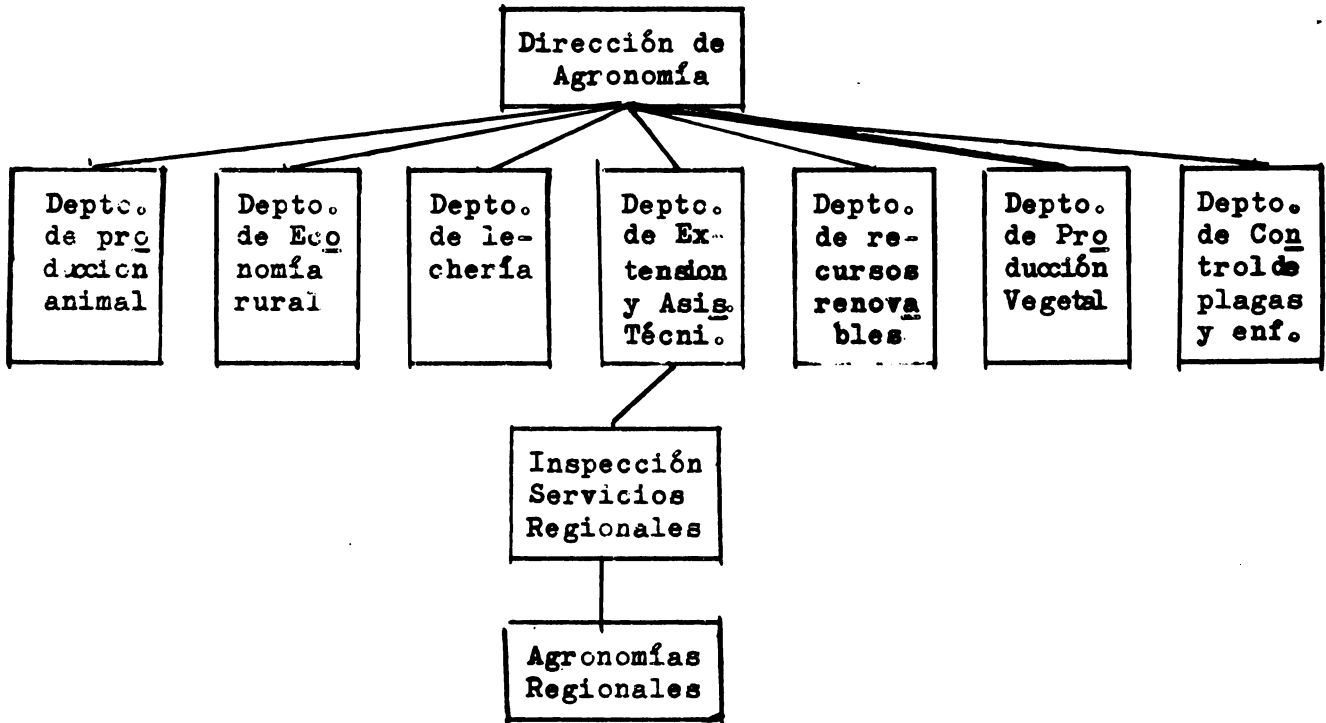 Dirección de
Agronomía
Depto.
de pro
duccion
animal
Depto.
de Eco
nomía
rural
Depto.
de le-
chería
Depto.
de Ex-
tension
y Asis.
Técni.
Depto.
de re-
cursos
renova
bles
Depto.
de Pro
ducción
Vegetal
Depto.
de Con
trol de
plagas
y enf.
Inspección
Servicios
Regionales
Agronomías
Regionales